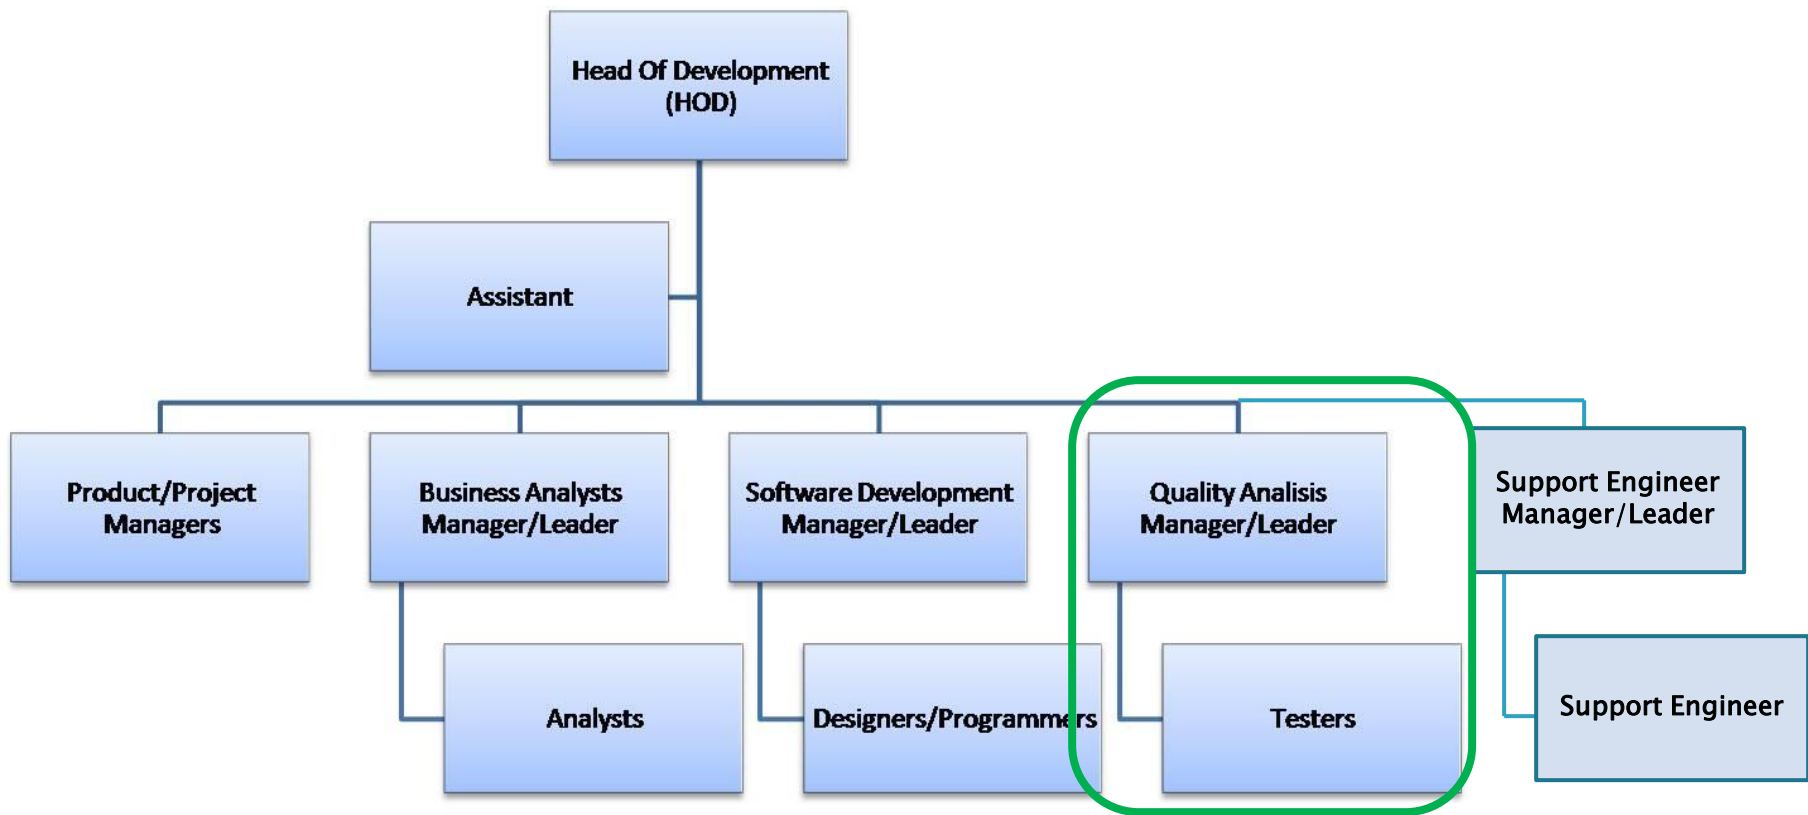 Head Of Development
(HOD)
Assistant
Product/Project
Managers
Business Analysts
Manager/Leader
Software Development
Manager/Leader
Quality Analisis
Manager/Leader
Support Engineer
Manager/Leader
Analysts
Designers/Programmers
Testers
Support Engineer